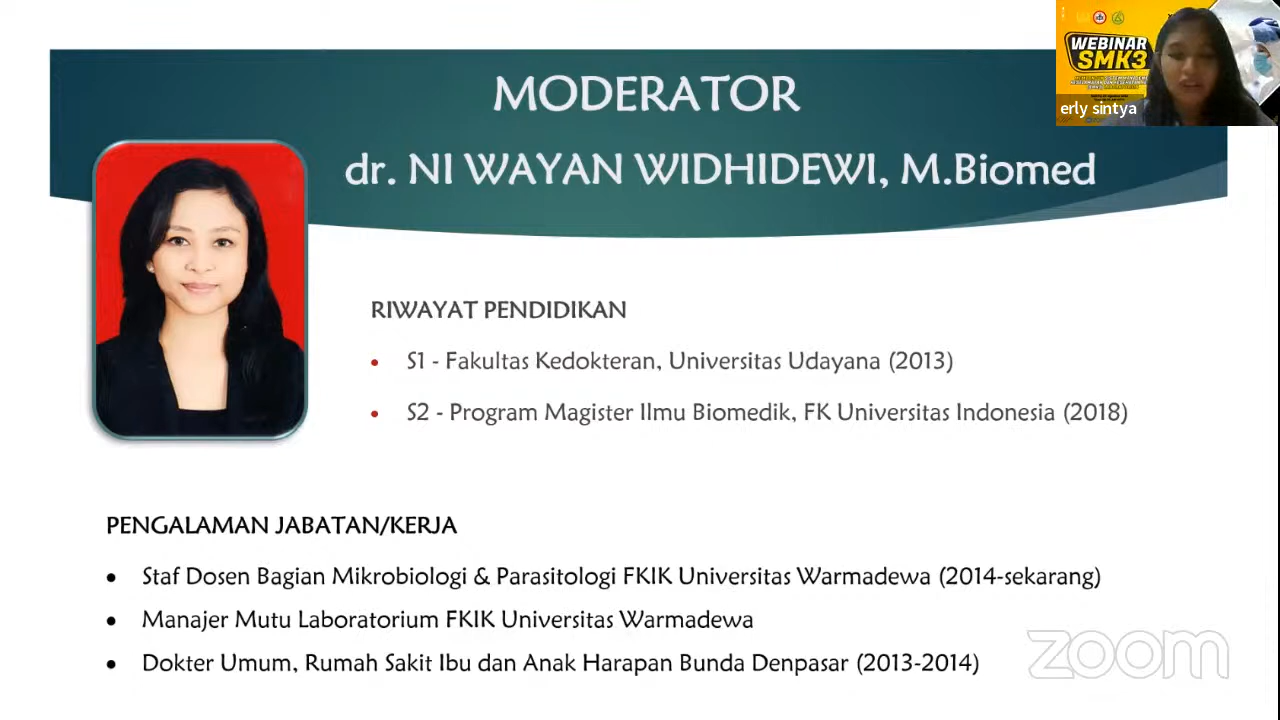 MODERATOR
dr. NI WAYAN WIDHIDEWI, M.Biomed
WEBINAR
SMK3
erly sintya
RIWAYAT PENDIDIKAN
• S1 - Fakultas Kedokteran, Universitas Udayana (2013)
• S2 - Program Magister Ilmu Biomedik, FK Universitas Indonesia (2018)
PENGALAMAN JABATAN/KERJA
• Staf Dosen Bagian Mikrobiologi & Parasitologi FKIK Universitas Warmadewa (2014-sekarang)
• Manajer Mutu Laboratorium FKIK Universitas Warmadewa
• Dokter Umum, Rumah Sakit Ibu dan Anak Harapan Bunda Denpasar (2013-2014)
zoom